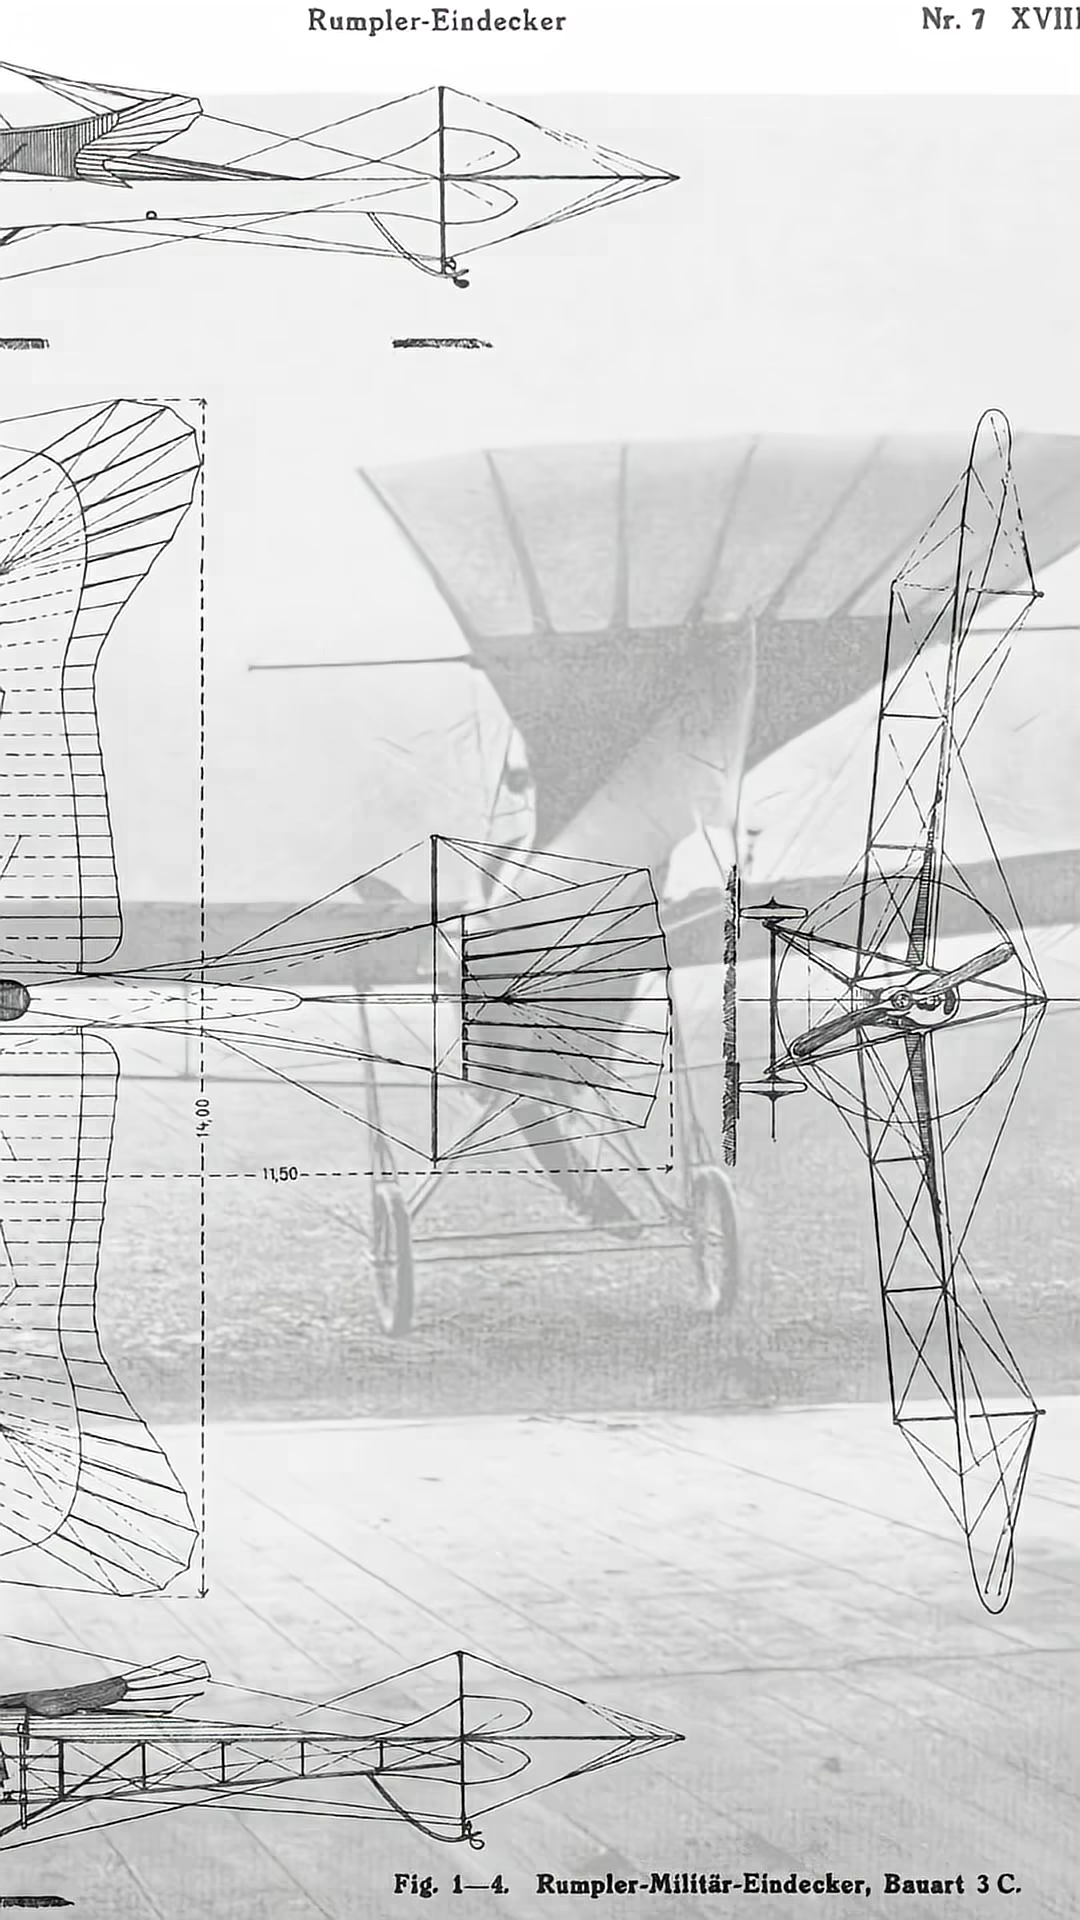 Rumpler-Eindecker
Nr. 7 XVIII
14,00
11,50
Fig. 1—4. Rumpler-Militär-Eindecker, Bauart 3 C.